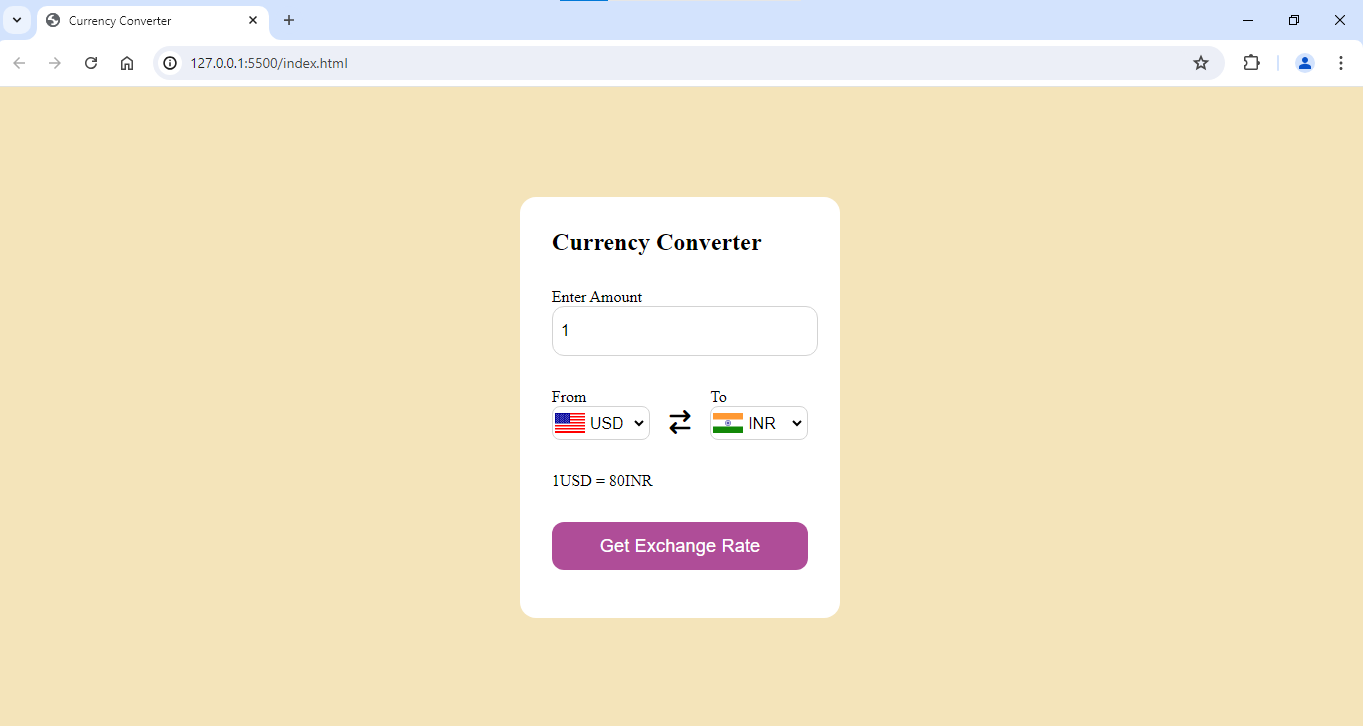 Currency Converter
127.0.0.1:5500/index.html
Currency Converter
Enter Amount
1
From
To
USD
INR
1USD = 80INR
Get Exchange Rate